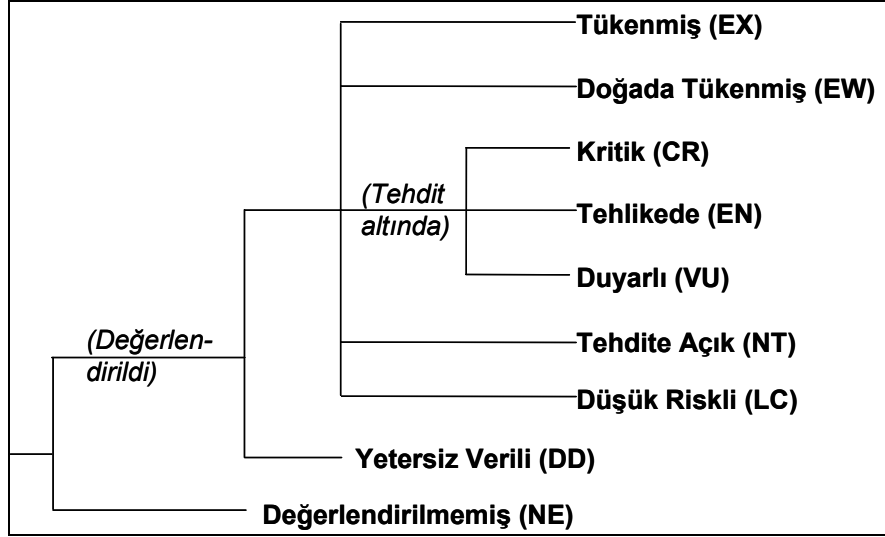 Tükenmiş (EX)
Doğada Tükenmiş (EW)
Kritik (CR)
(Tehdit
altında)
Tehlikede (EN)
Duyarlı (VU)
(Değerlen-
dirildi)
Tehdite Açık (NT)
Düşük Riskli (LC)
Yetersiz Verili (DD)
Değerlendirilmemiş (NE)